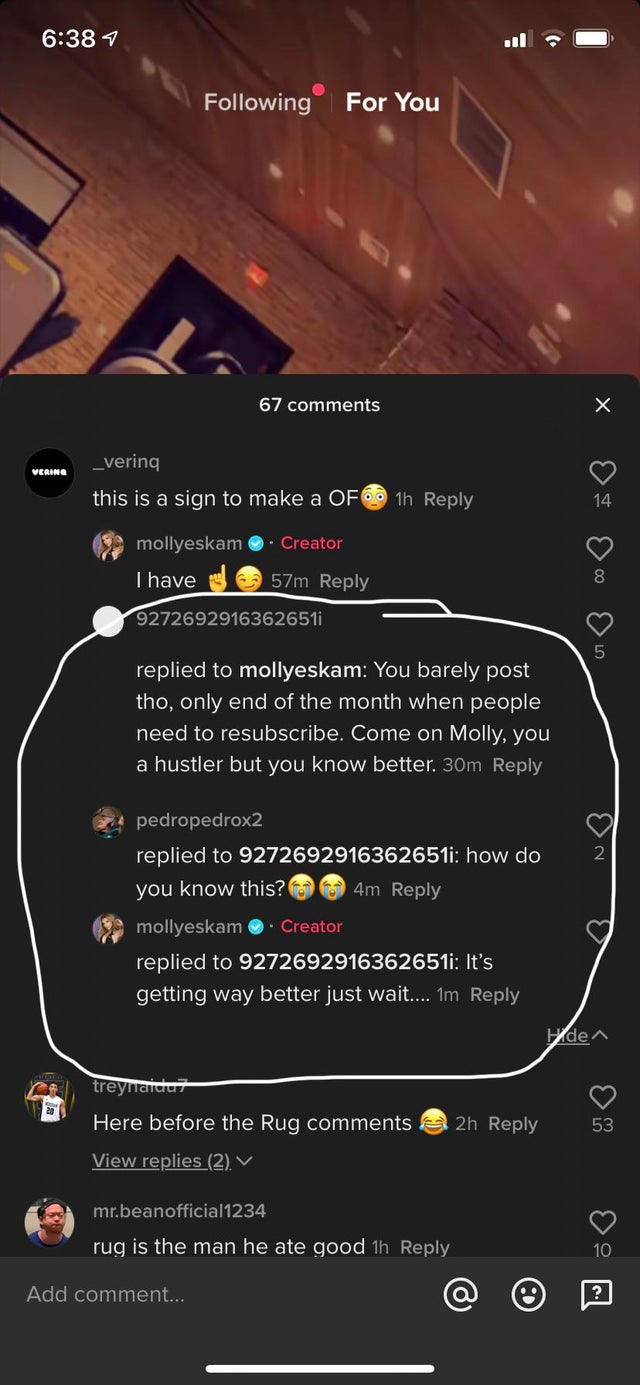 6:38
Following For You
67 comments
VERINQ
_verinq
this is a sign to make a OF😳 1h Reply
14
mollyeskam · Creator
I have ☝️😏 57m Reply
8
9272692916362651i
5
replied to mollyeskam: You barely post
tho, only end of the month when people
need to resubscribe. Come on Molly, you
a hustler but you know better. 30m Reply
pedropedrox2
replied to 9272692916362651i: how do
2
you know this?😭😭 4m Reply
mollyeskam · Creator
replied to 9272692916362651i: It's
getting way better just wait.... 1m Reply
Hide
treynaidu7
Here before the Rug comments 😂 2h Reply
53
View replies (2)
mr.beanofficial1234
rug is the man he ate good 1h Reply
10
Add comment...